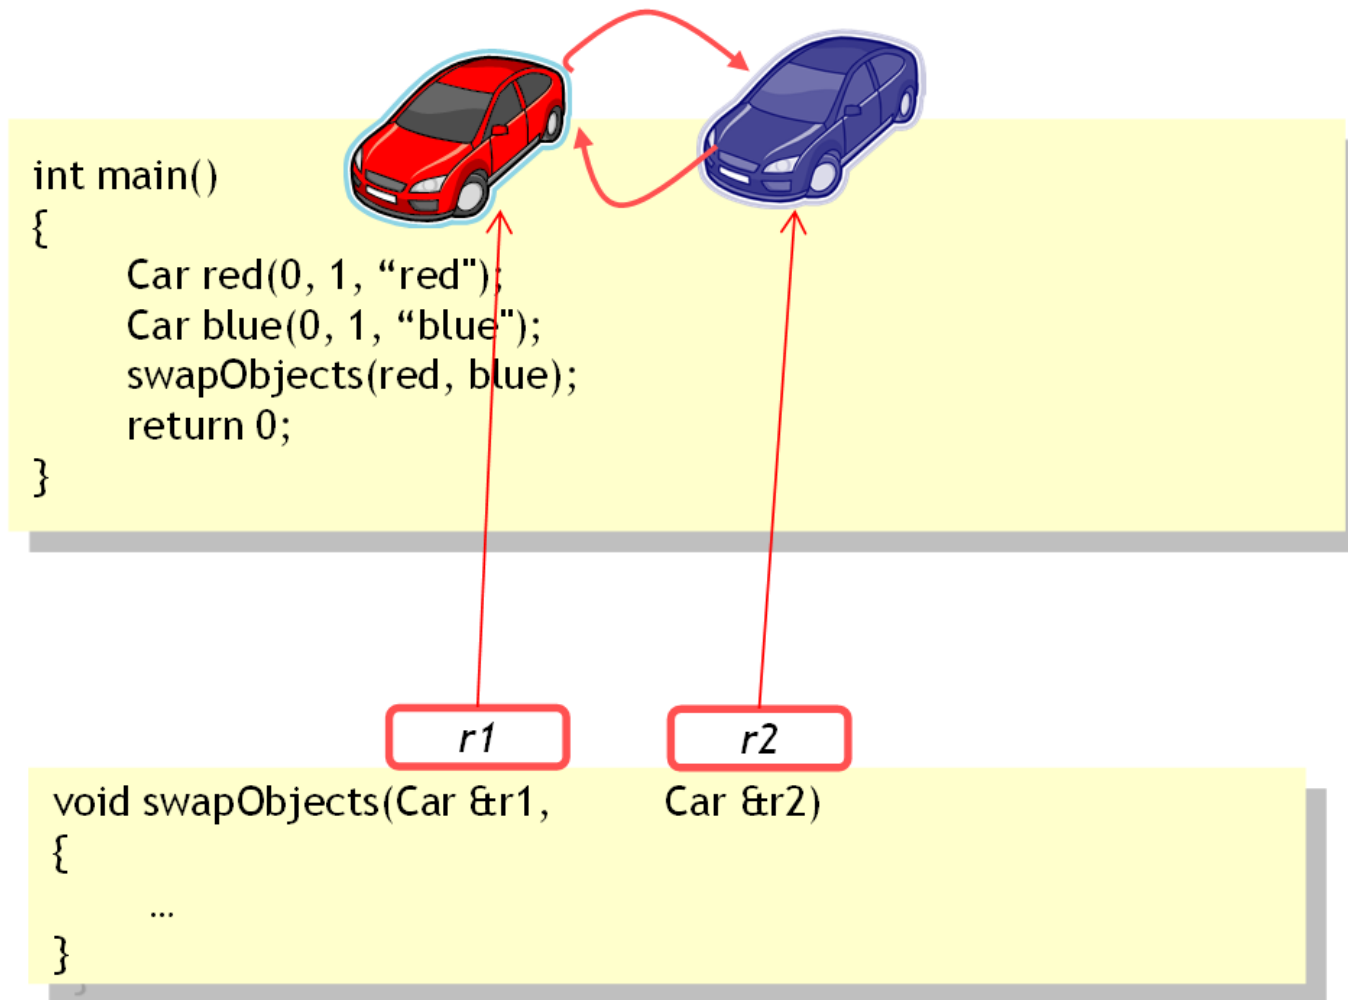 int main()
{
Car red(0, 1, “red");
Car blue(0, 1, “blue");
swapObjects(red, blue);
return 0;
}
r1
r2
void swapObjects(Car &r1, Car &r2)
{
...
}